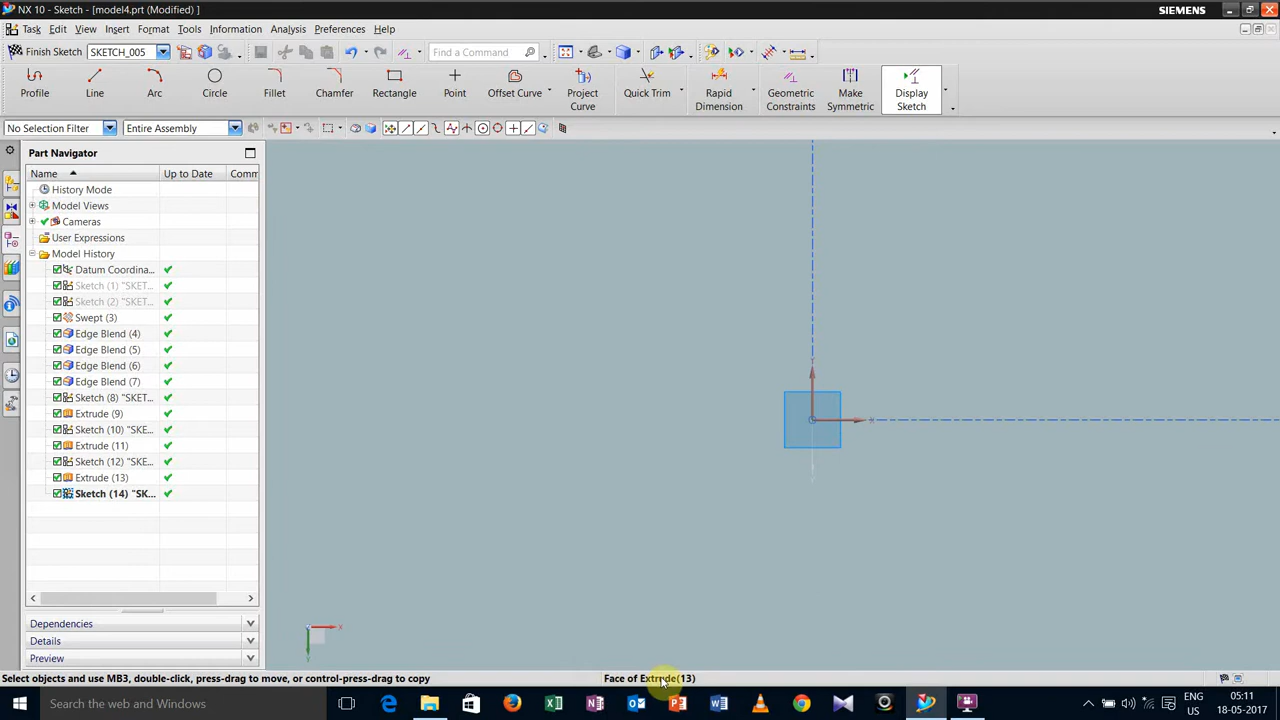 NX 10 - Sketch - [model4.prt (Modified) ]
SIEMENS
Task Edit View Insert Format Tools Information Analysis Preferences Help
Finish Sketch SKETCH_005 Find a Command
Profile Line Arc Circle Fillet Chamfer Rectangle Point Offset Curve Project Curve Quick Trim Rapid Dimension Geometric Constraints Make Symmetric Display Sketch
No Selection Filter Entire Assembly
Part Navigator
Name Up to Date Comm
History Mode
Model Views
Cameras
User Expressions
Model History
Datum Coordina...
Sketch (1) "SKET...
Sketch (2) "SKET...
Swept (3)
Edge Blend (4)
Edge Blend (5)
Edge Blend (6)
Edge Blend (7)
Sketch (8) "SKET...
Extrude (9)
Sketch (10) "SKE...
Extrude (11)
Sketch (12) "SKE...
Extrude (13)
Sketch (14) "SK...
Y
X
X
Y
Dependencies
Details
Preview
Select objects and use MB3, double-click, press-drag to move, or control-press-drag to copy
Face of Extrude(13)
Search the web and Windows
ENG 05:11
US 18-05-2017